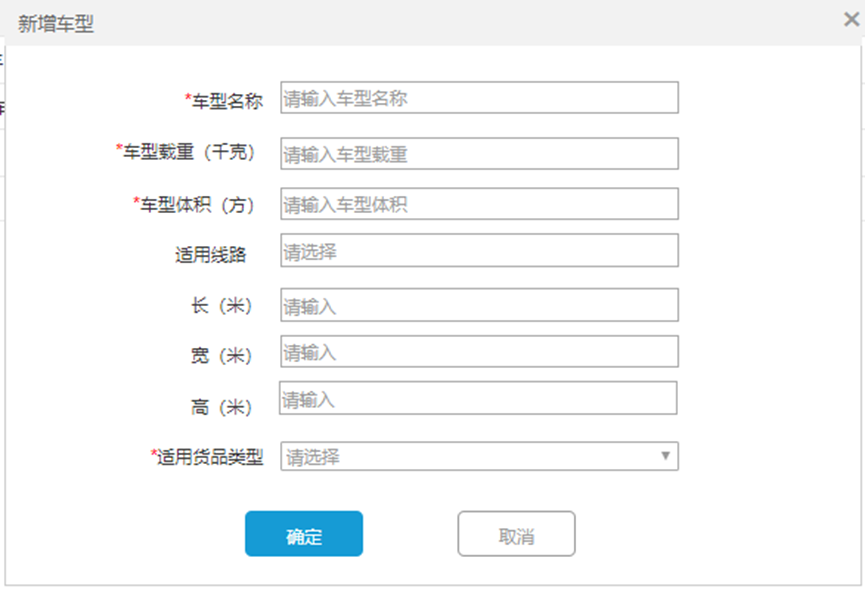 新增车型
*车型名称 请输入车型名称
*车型载重（千克） 请输入车型载重
*车型体积（方） 请输入车型体积
适用线路 请选择
长（米） 请输入
宽（米） 请输入
高（米） 请输入
*适用货品类型 请选择
确定 取消